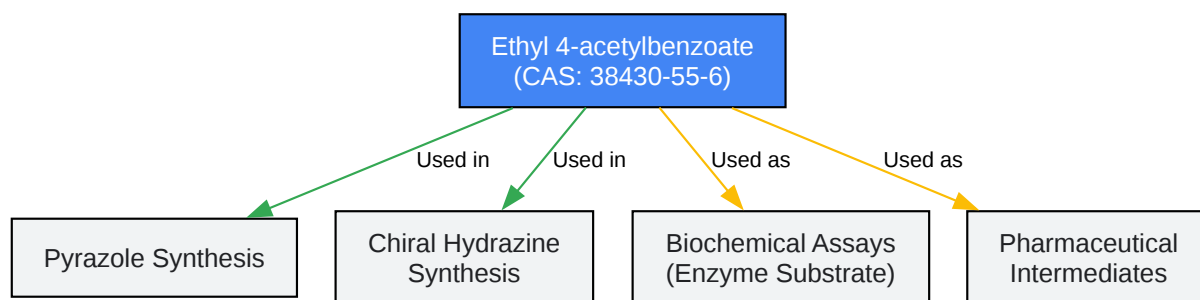 Ethyl 4-acetylbenzoate
(CAS: 38430-55-6)
Used in
Used in
Used as
Used as
Pyrazole Synthesis
Chiral Hydrazine
Synthesis
Biochemical Assays
(Enzyme Substrate)
Pharmaceutical
Intermediates